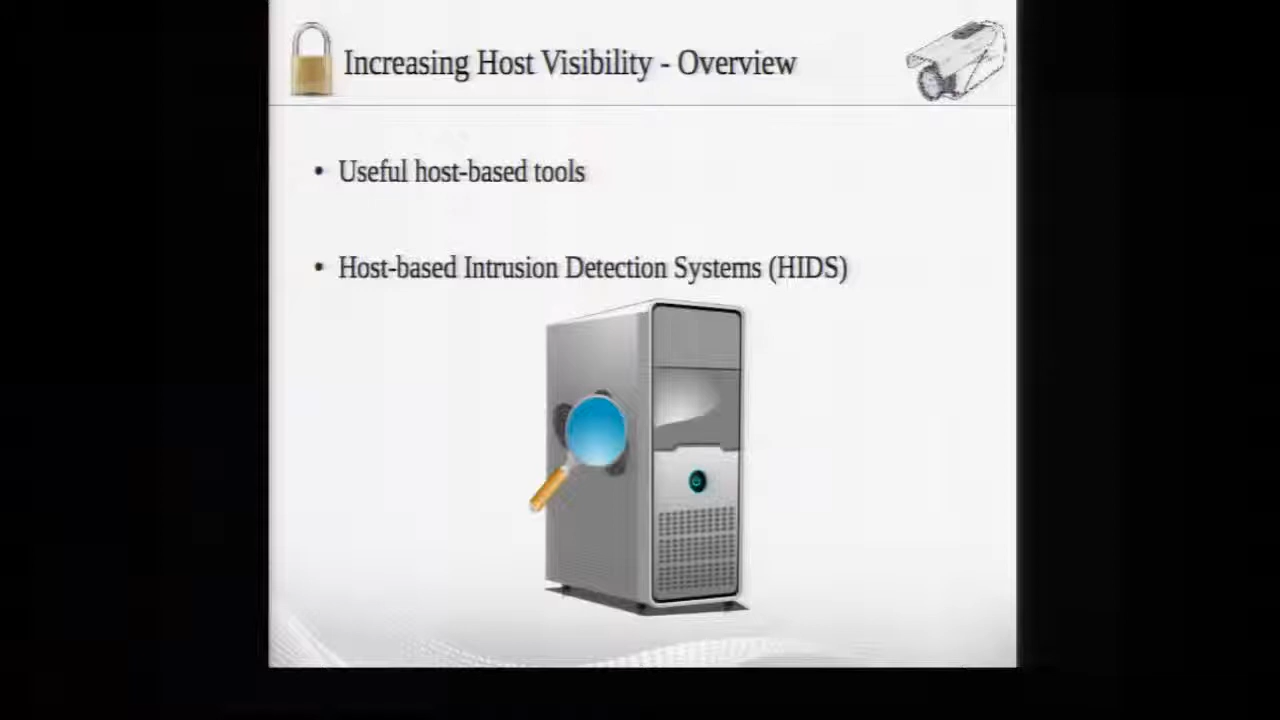 Increasing Host Visibility - Overview
• Useful host-based tools
• Host-based Intrusion Detection Systems (HIDS)